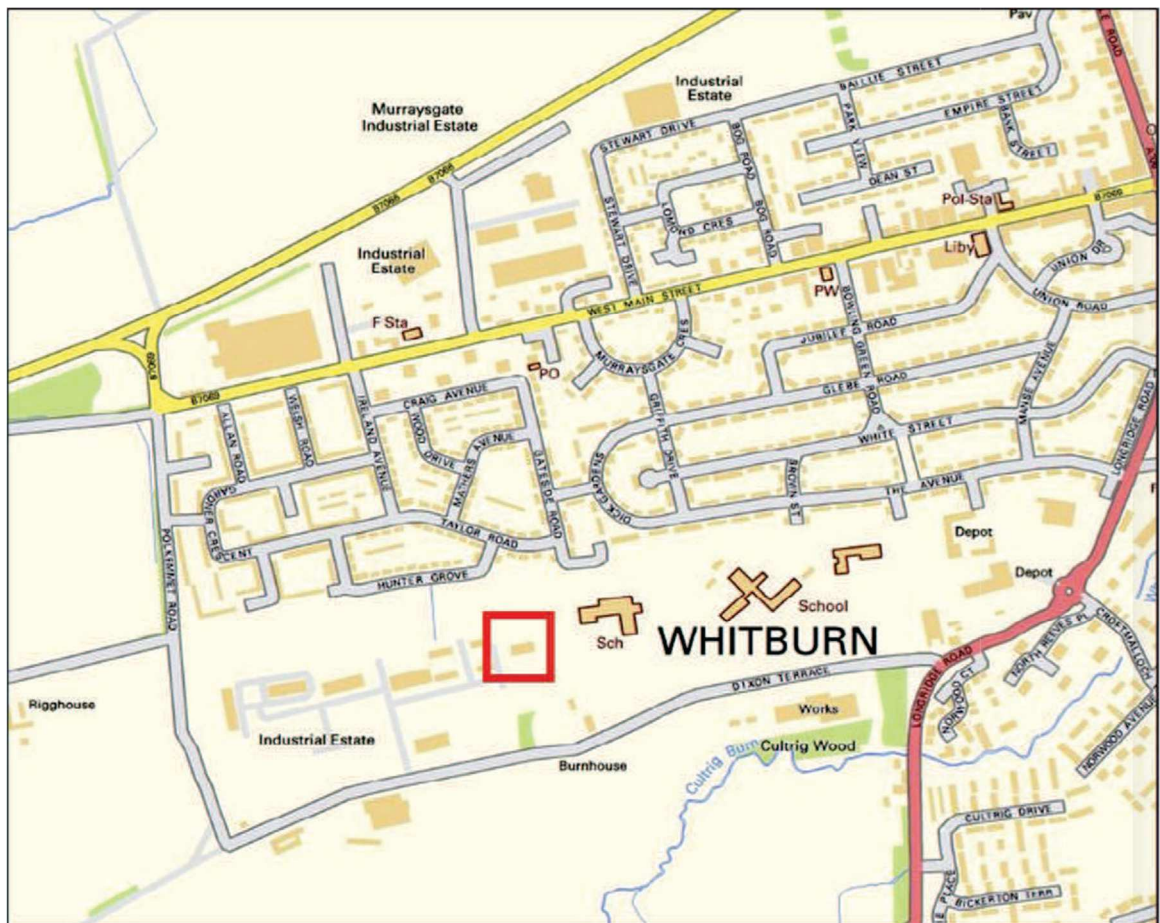 Pav
Industrial
Estate
BAILLIE STREET
Murraysgate
Industrial Estate
EMPIRE STREET
PARK VIEW
BANK STREET
STEWART DRIVE
BOG ROAD
DEAN ST
B7066
B7066
Pol Sta
B7069
LOMOND CRES
STEWART DRIVE
BOG ROAD
Liby
UNION DR
Industrial
Estate
PW
WEST MAIN STREET
UNION ROAD
F Sta
BOWLING GREEN ROAD
JUBILEE ROAD
MURRAYSGATE CRES
PO
GLEBE ROAD
MANSE AVENUE
B7069
CRAIG AVENUE
GRIFFITH DRIVE
ALLAN ROAD
WELSH ROAD
IRELAND AVENUE
WOOD DRIVE
MATHERS AVENUE
WHITE STREET
LONGRIDGE ROAD
GATESIDE ROAD
DICK GARDENS
BROWN ST
THE AVENUE
GARDNER CRESCENT
TAYLOR ROAD
Depot
POLKEMMET ROAD
HUNTER GROVE
Depot
School
Sch
WHITBURN
CROFTMALLOCH
NORTH REEVES PL
LONGRIDGE ROAD
NORWOOD CT
DIXON TERRACE
Rigghouse
Works
NORWOOD AVENUE
Industrial Estate
Cultrig Wood
Burnhouse
Cultrig Burn
CULTRIG DRIVE
BICKERTON TERR